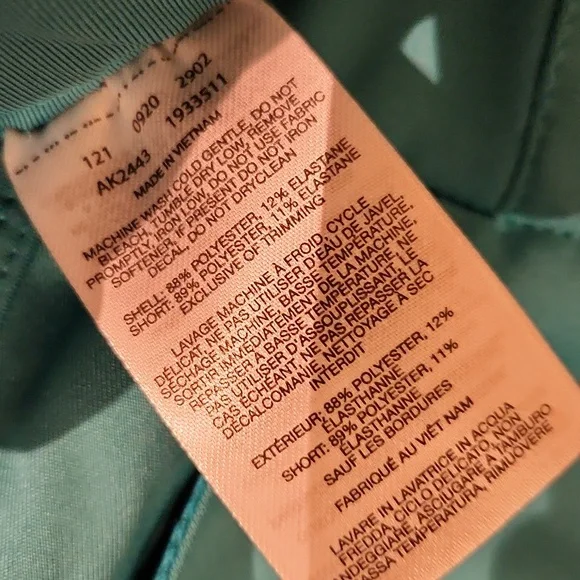 121 0920 2902
AK2443 1933511
MADE IN VIETNAM
MACHINE WASH COLD GENTLE. DO NOT
BLEACH. TUMBLE DRY LOW, REMOVE
PROMPTLY. IRON LOW. DO NOT USE FABRIC
SOFTENER. IF PRESENT DO NOT IRON
DECAL. DO NOT DRYCLEAN
SHELL: 88% POLYESTER, 12% ELASTANE
SHORT: 89% POLYESTER, 11% ELASTANE
EXCLUSIVE OF TRIMMING
LAVAGE MACHINE À FROID, CYCLE
DÉLICAT. NE PAS UTILISER D'EAU DE JAVEL.
SÉCHAGE MACHINE, BASSE TEMPÉRATURE,
SORTIR IMMÉDIATEMENT DE LA MACHINE.
REPASSER À BASSE TEMPÉRATURE. NE
PAS UTILISER D'ASSOUPLISSANT. LE
CAS ÉCHÉANT, NE PAS REPASSER LA
DÉCALCOMANIE. NETTOYAGE À SEC
INTERDIT
EXTÉRIEUR: 88% POLYESTER, 12%
ÉLASTHANNE
SHORT: 89% POLYESTER, 11%
ÉLASTHANNE
SAUF LES BORDURES
FABRIQUÉ AU VIÊT NAM
LAVARE IN LAVATRICE IN ACQUA
FREDDA, CICLO DELICATO. NON
CANDEGGIARE. ASCIUGARE A TAMBURO
BASSA TEMPERATURA, RIMUOVERE